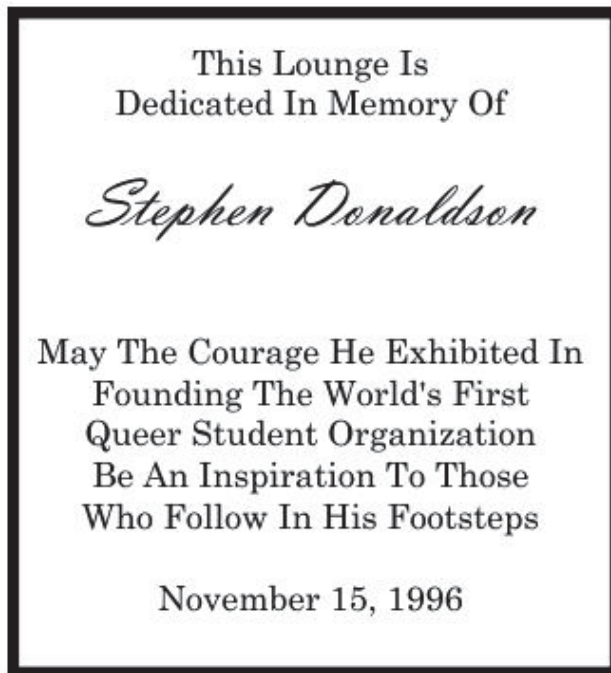 This Lounge Is
Dedicated In Memory Of
Stephen Donaldson
May The Courage He Exhibited In
Founding The World's First
Queer Student Organization
Be An Inspiration To Those
Who Follow In His Footsteps
November 15, 1996